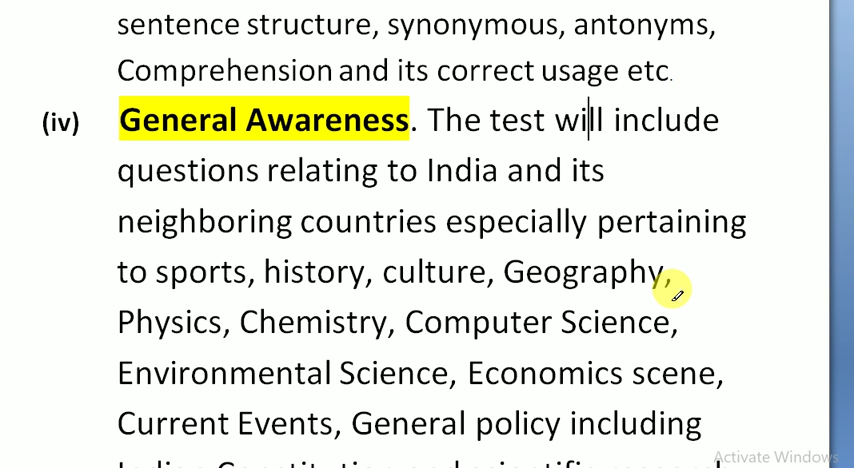 sentence structure, synonymous, antonyms,
Comprehension and its correct usage etc.
(iv) General Awareness. The test will include
questions relating to India and its
neighboring countries especially pertaining
to sports, history, culture, Geography,
Physics, Chemistry, Computer Science,
Environmental Science, Economics scene,
Current Events, General policy including
Activate Windows